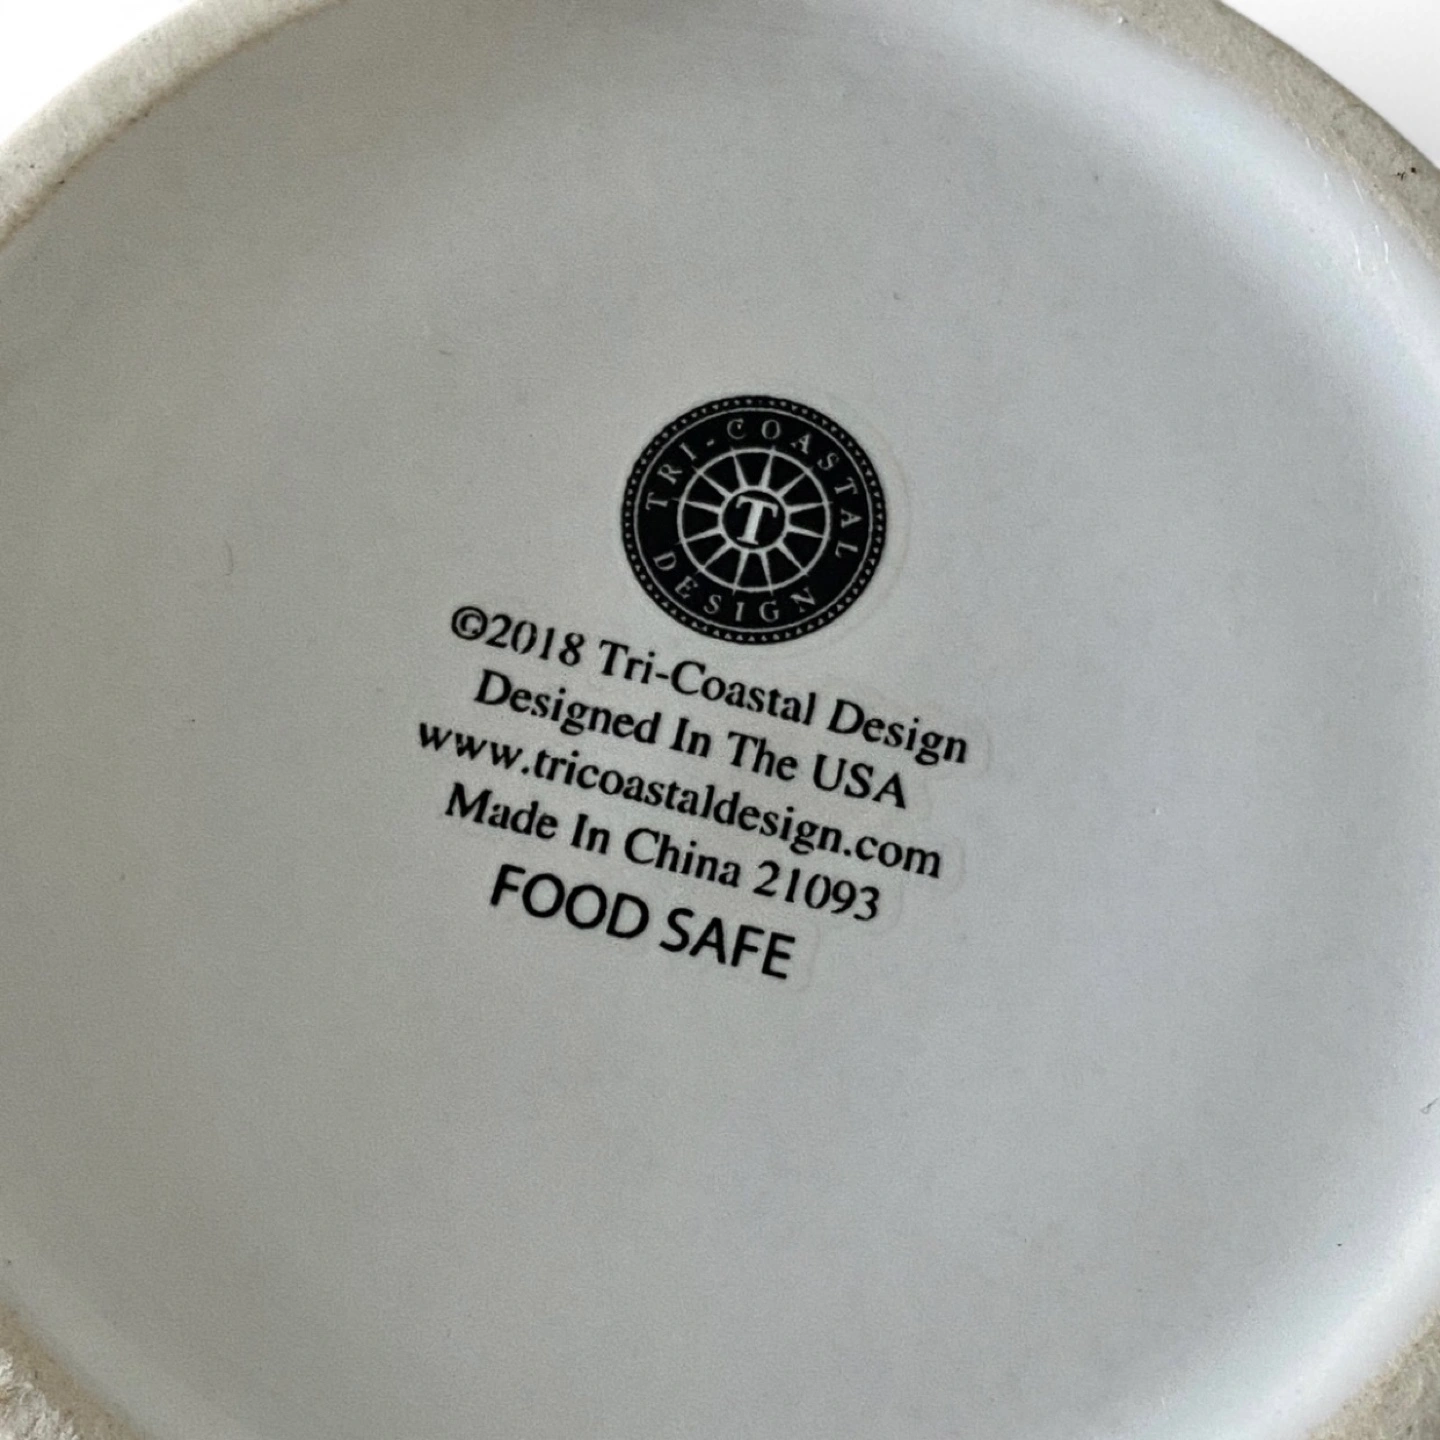 TRI-COASTAL
T
DESIGN
©2018 Tri-Coastal Design
Designed In The USA
www.tricoastaldesign.com
Made In China 21093
FOOD SAFE